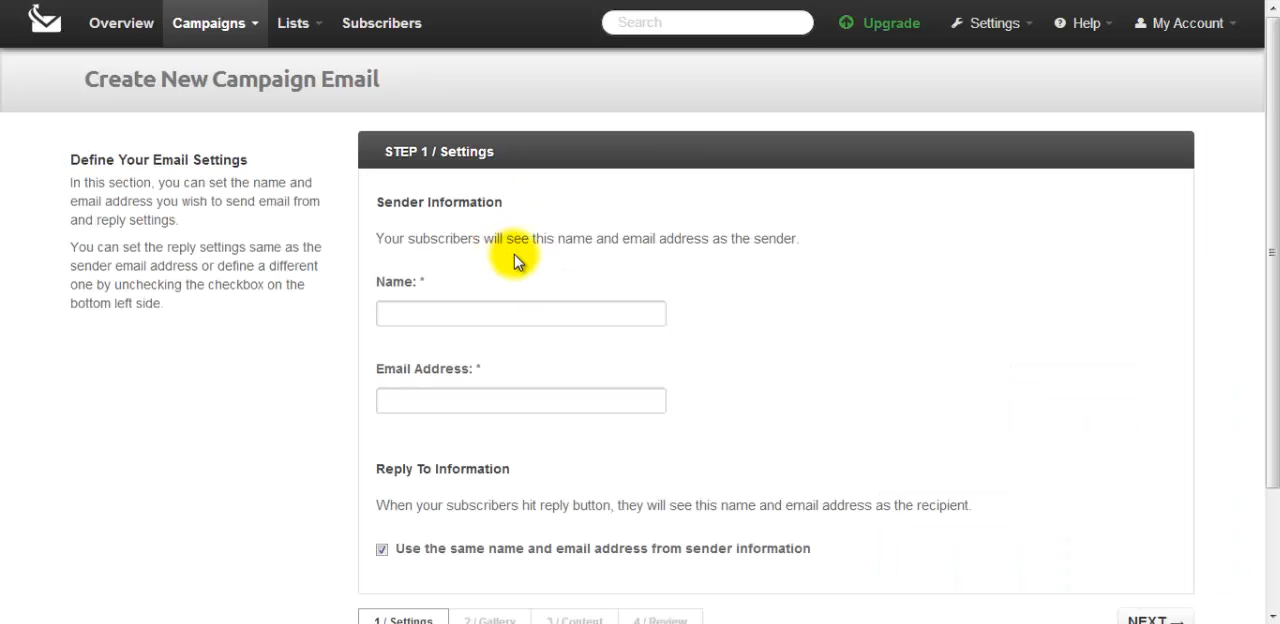 Overview Campaigns Lists Subscribers Search Upgrade Settings Help My Account
Create New Campaign Email
Define Your Email Settings
In this section, you can set the name and
email address you wish to send email from
and reply settings.
You can set the reply settings same as the
sender email address or define a different
one by unchecking the checkbox on the
bottom left side.
STEP 1 / Settings
Sender Information
Your subscribers will see this name and email address as the sender.
Name: *
Email Address: *
Reply To Information
When your subscribers hit reply button, they will see this name and email address as the recipient.
Use the same name and email address from sender information
1 / Settings 2 / Gallery 3 / Content 4 / Review NEXT →